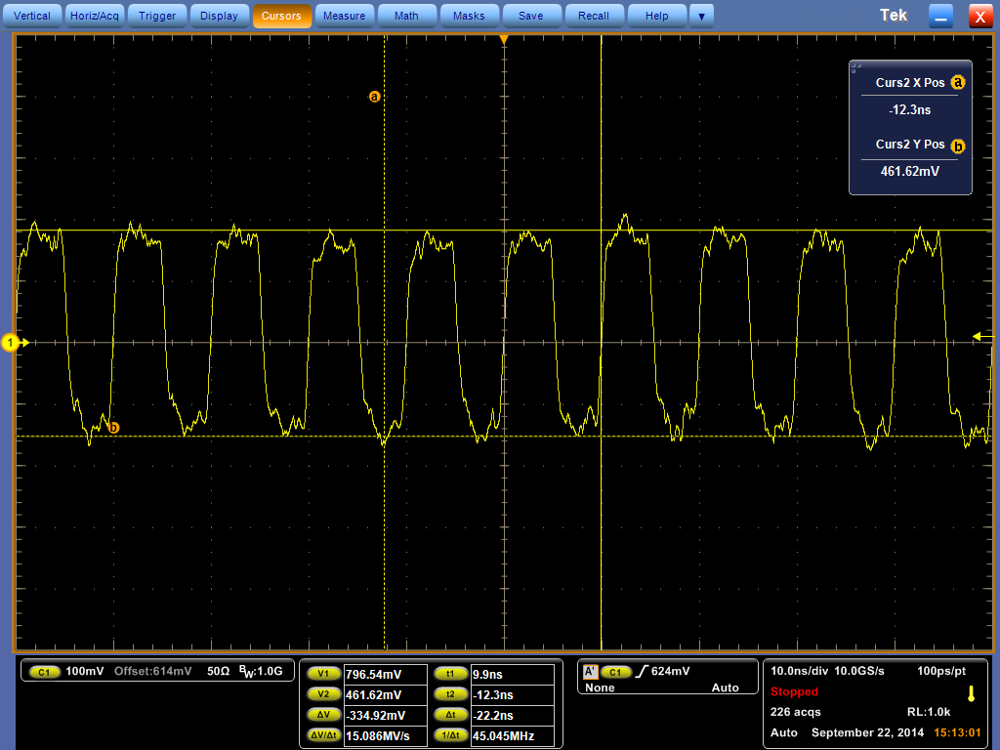 Vertical Horiz/Acq Trigger Display Cursors Measure Math Masks Save Recall Help ▼ Tek X
a
Curs2 X Pos a
-12.3ns
Curs2 Y Pos b
461.62mV
1
b
C1 100mV Offset:614mV 50Ω BW:1.0G
V1 796.54mV t1 9.9ns
V2 461.62mV t2 -12.3ns
ΔV -334.92mV Δt -22.2ns
ΔV/Δt 15.086MV/s 1/Δt 45.045MHz
A' C1 624mV
None Auto
10.0ns/div 10.0GS/s 100ps/pt
Stopped
226 acqs RL:1.0k
Auto September 22, 2014 15:13:01